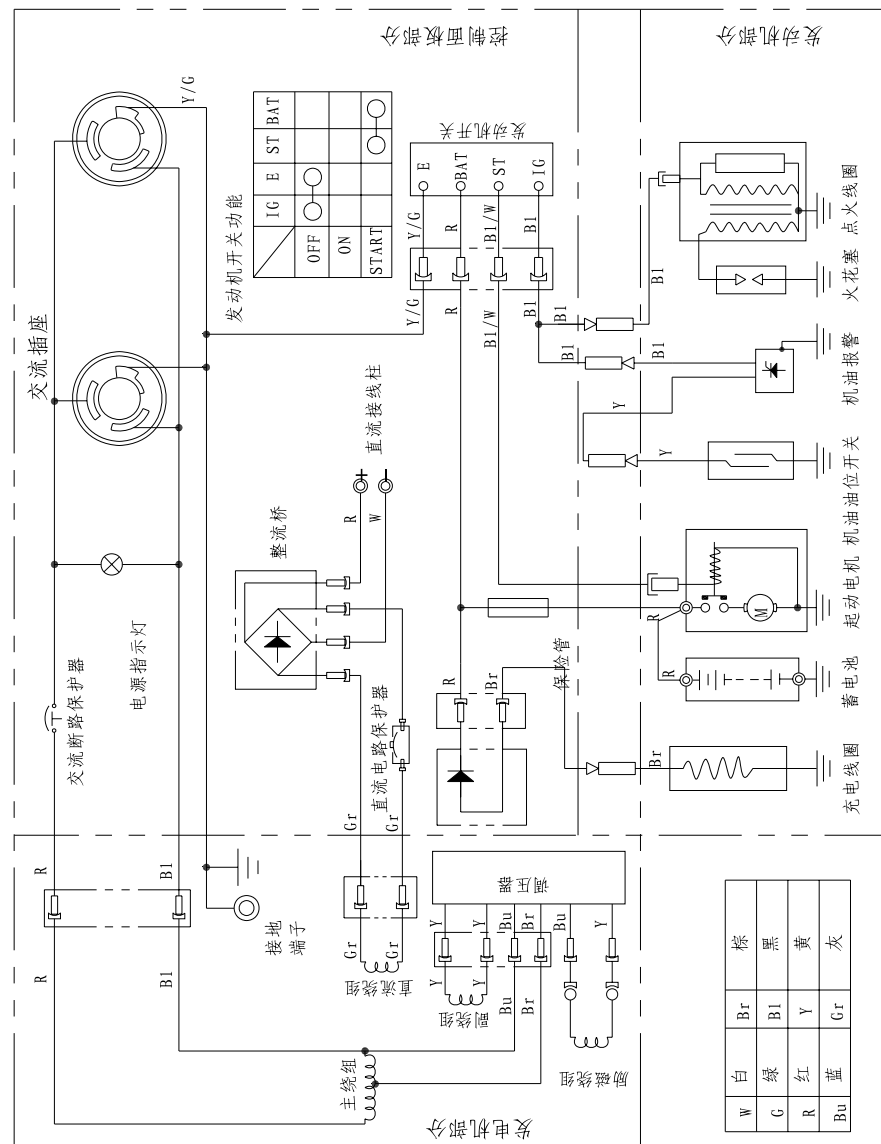 控制面板部分
发动机部分
Y/G
交流插座
发动机开关功能
IG E ST BAT
OFF
ON
START
发动机开关
E
BAT
ST
IG
Y/G
R
Bl/W
Bl
Y/G
R
Bl/W
Bl
Bl
Bl
Bl
Bl
Y
Y
点火线圈
火花塞
机油报警
机油油位开关
起动电机
蓄电池
充电线圈
M
R
R
整流桥
直流接线柱
+
-
R
W
电源指示灯
交流断路保护器
直流电路保护器
保险管
R
Br
Br
Gr
Gr
R
Bl
接地
端子
R
Bl
Gr
Gr
直流绕组
调压器
Y
Y
Bu
Br
Bu
Y
Y
Y
Bu
Br
副绕组
励磁绕组
主绕组
发电机部分
W 白 Br 棕
G 绿 Bl 黑
R 红 Y 黄
Bu 蓝 Gr 灰